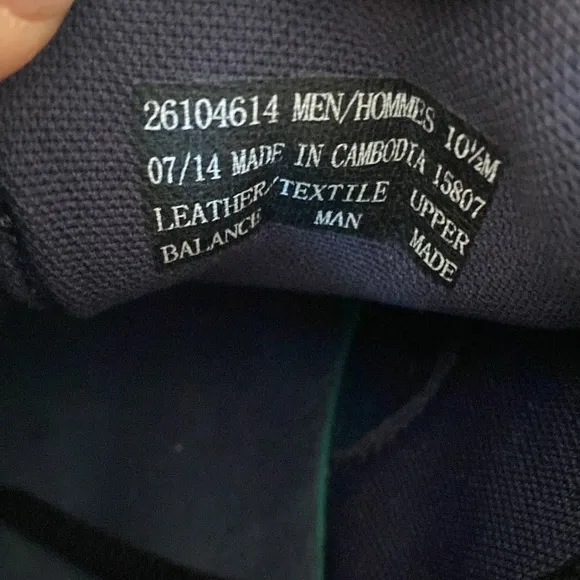 26104614 MEN/HOMMES 10½M
07/14 MADE IN CAMBODIA 15807
LEATHER/TEXTILE UPPER
BALANCE MAN MADE